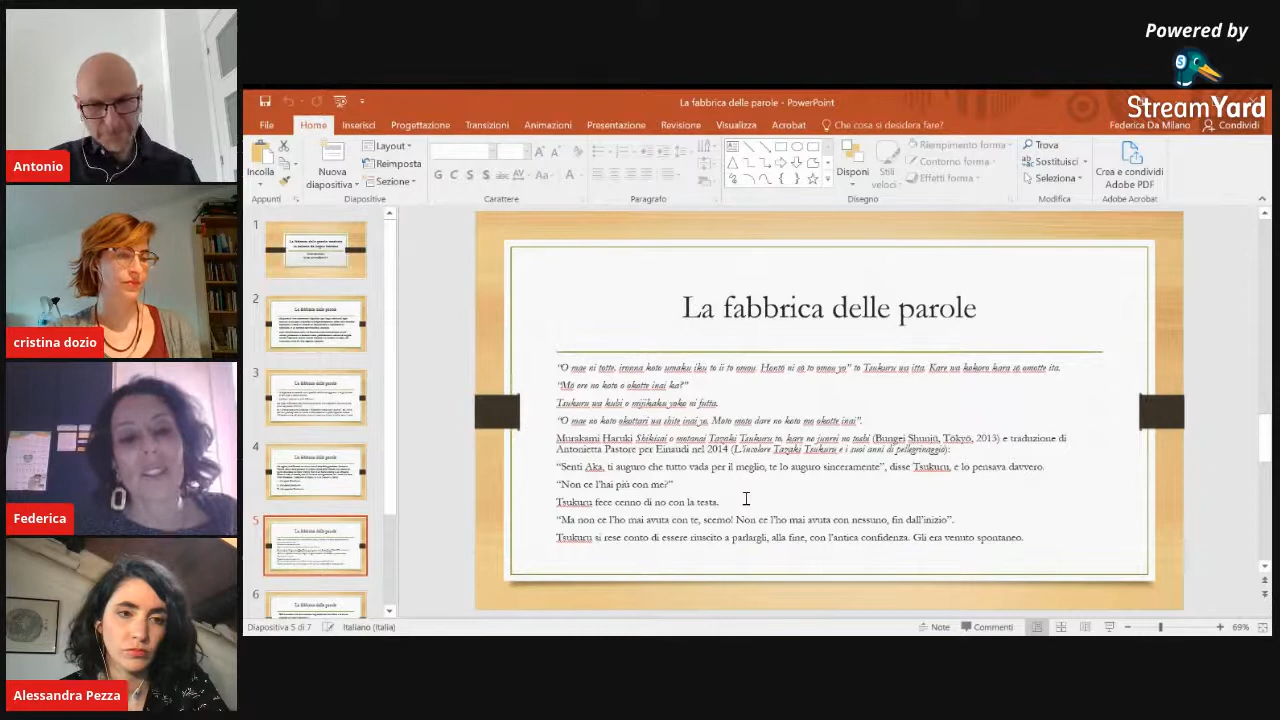 Powered by
StreamYard
Antonio
cristina dozio
Federica
Alessandra Pezza
La fabbrica delle parole - PowerPoint
Federica Da Milano
Condividi
File
Home
Inserisci
Progettazione
Transizioni
Animazioni
Presentazione
Revisione
Visualizza
Acrobat
Che cosa si desidera fare?
Incolla
Appunti
Nuova
diapositiva
Layout
Reimposta
Sezione
Diapositive
Carattere
Paragrafo
Disponi
Stili
veloci
Riempimento forma
Contorno forma
Effetti forma
Disegno
Trova
Sostituisci
Seleziona
Modifica
Crea e condividi
Adobe PDF
Adobe Acrobat
1
2
3
4
5
6
La fabbrica delle parole
"O mae ni totte, ironna koto umaku iku to ii to omou. Honto ni sō to omou yo" to Tsukuru wa itta. Kare wa kokoro kara sō omotte ita.
"Mō ore no koto o okotte inai ka?"
Tsukuru wa kubi o mijikaku yoko ni futta.
"O mae no koto okottari wa shite inai yo. Moto moto dare no koto mo okotte inai".
Murakami Haruki Shikisai o motanai Tazaki Tsukuru to, kare no junrei no toshi (Bungei Shunjū, Tōkyō, 2013) e traduzione di
Antonietta Pastore per Einaudi nel 2014 (L'incolore Tazaki Tsukuru e i suoi anni di pellegrinaggio):
"Senti Aka, ti auguro che tutto vada per il meglio, te lo auguro sinceramente", disse Tsukuru, e lo pensava davvero.
"Non ce l'hai più con me?"
Tsukuru fece cenno di no con la testa.
"Ma non ce l'ho mai avuta con te, scemo! Non ce l'ho mai avuta con nessuno, fin dall'inizio".
Tsukuru si rese conto di essere riuscito a parlargli, alla fine, con l'antica confidenza. Gli era venuto spontaneo.
Diapositiva 5 di 7
Italiano (Italia)
Note
Commenti
69%